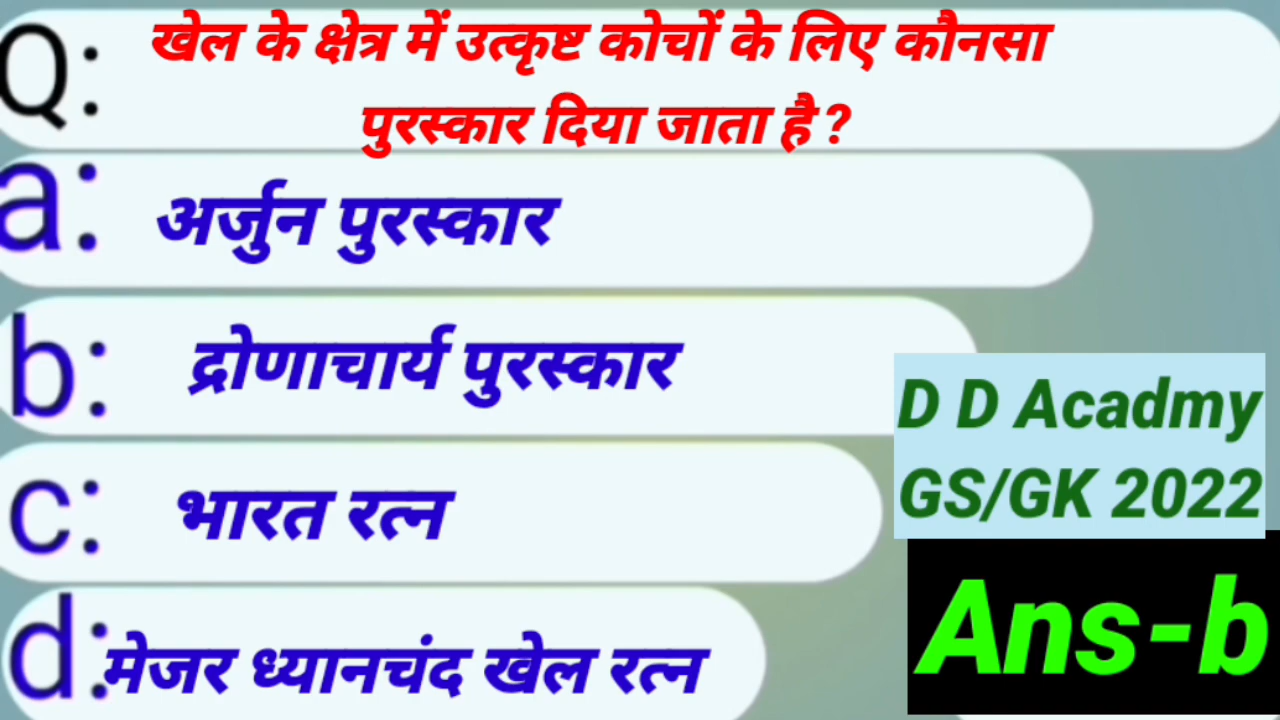 Q: खेल के क्षेत्र में उत्कृष्ट कोचों के लिए कौनसा
पुरस्कार दिया जाता है ?
a: अर्जुन पुरस्कार
b: द्रोणाचार्य पुरस्कार
c: भारत रत्न
d: मेजर ध्यानचंद खेल रत्न
D D Acadmy
GS/GK 2022
Ans-b